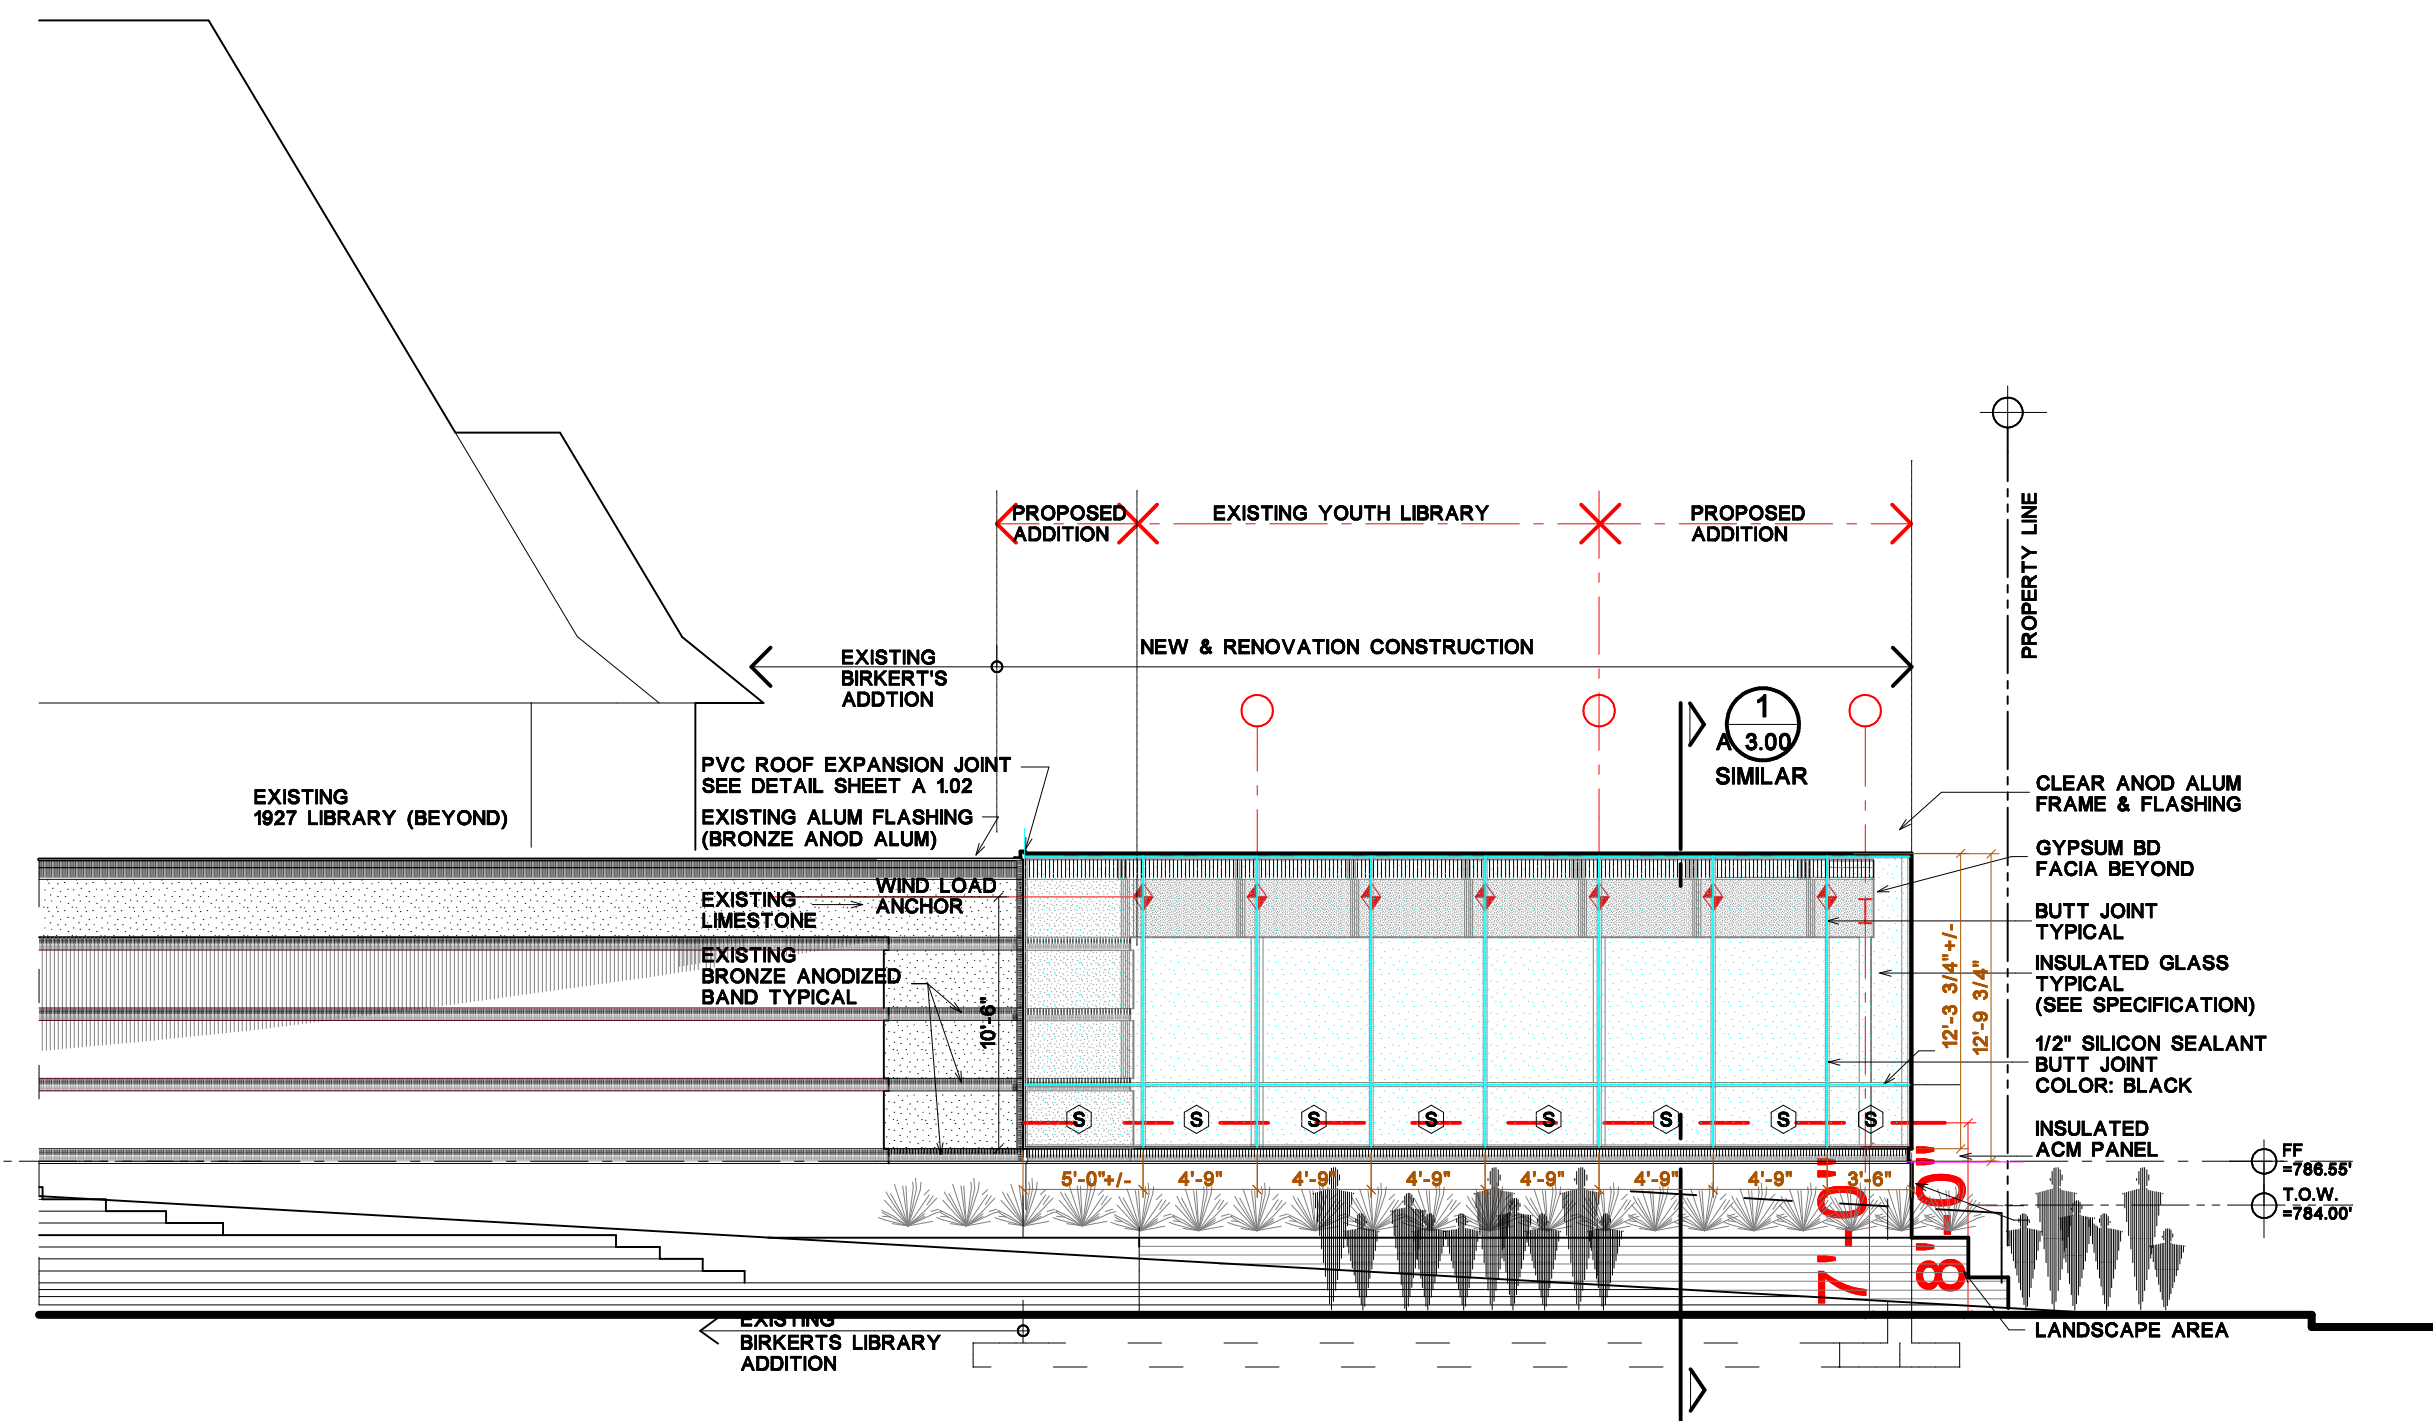 PROPOSED
ADDITION
EXISTING YOUTH LIBRARY
PROPOSED
ADDITION
PROPERTY LINE
NEW & RENOVATION CONSTRUCTION
EXISTING
BIRKERT'S
ADDTION
1
A 3.00
SIMILAR
PVC ROOF EXPANSION JOINT
SEE DETAIL SHEET A 1.02
EXISTING ALUM FLASHING
(BRONZE ANOD ALUM)
EXISTING
1927 LIBRARY (BEYOND)
WIND LOAD
ANCHOR
EXISTING
LIMESTONE
EXISTING
BRONZE ANODIZED
BAND TYPICAL
10'-6"
CLEAR ANOD ALUM
FRAME & FLASHING
GYPSUM BD
FACIA BEYOND
BUTT JOINT
TYPICAL
INSULATED GLASS
TYPICAL
(SEE SPECIFICATION)
1/2" SILICON SEALANT
BUTT JOINT
COLOR: BLACK
INSULATED
ACM PANEL
12'-3 3/4"+/-
12'-9 3/4"
S
S
S
S
S
S
S
S
5'-0"+/-
4'-9"
4'-9"
4'-9"
4'-9"
4'-9"
4'-9"
3'-6"
7'-0"
8'-0"
FF
=786.55'
T.O.W.
=784.00'
LANDSCAPE AREA
EXISTING
BIRKERTS LIBRARY
ADDITION